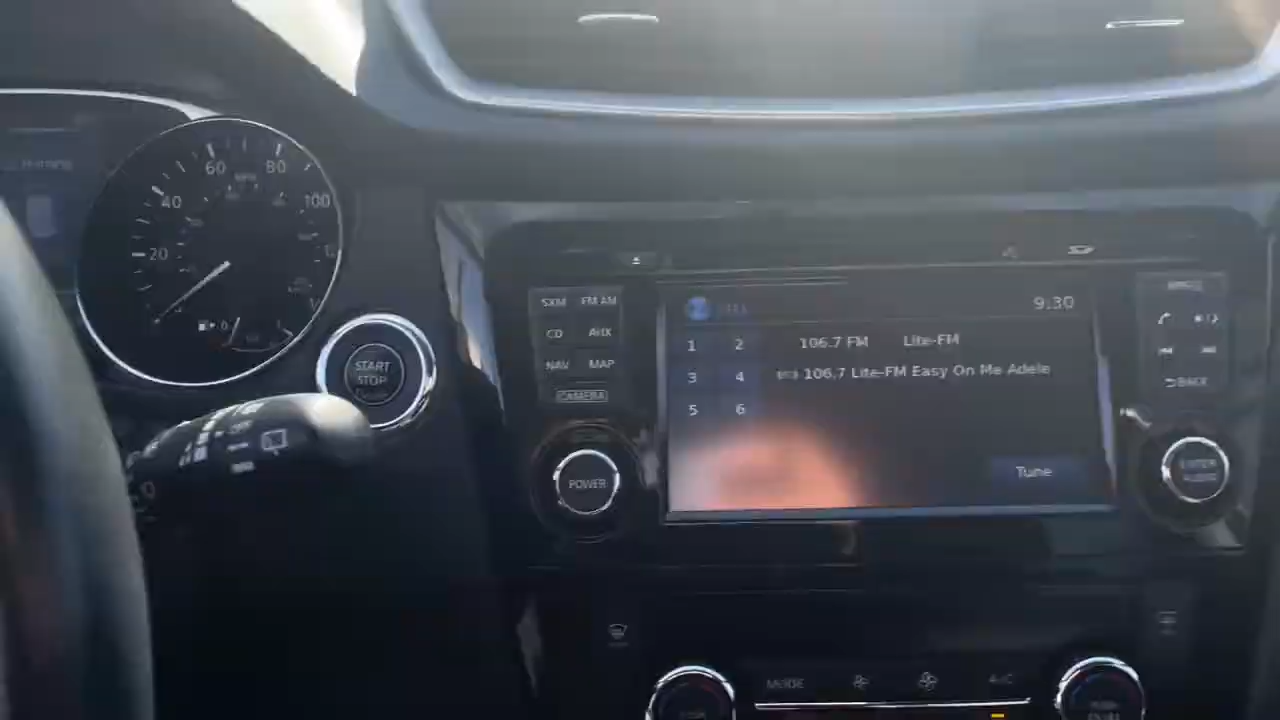 60 80
40 100
20
START
STOP
SXM FM AM
CD AUX
NAV MAP
CAMERA
POWER
9:30
1 2 106.7 FM Lite-FM
3 4 106.7 Lite-FM Easy On Me Adele
5 6
Tune
BACK
ENTER
MODE A/C